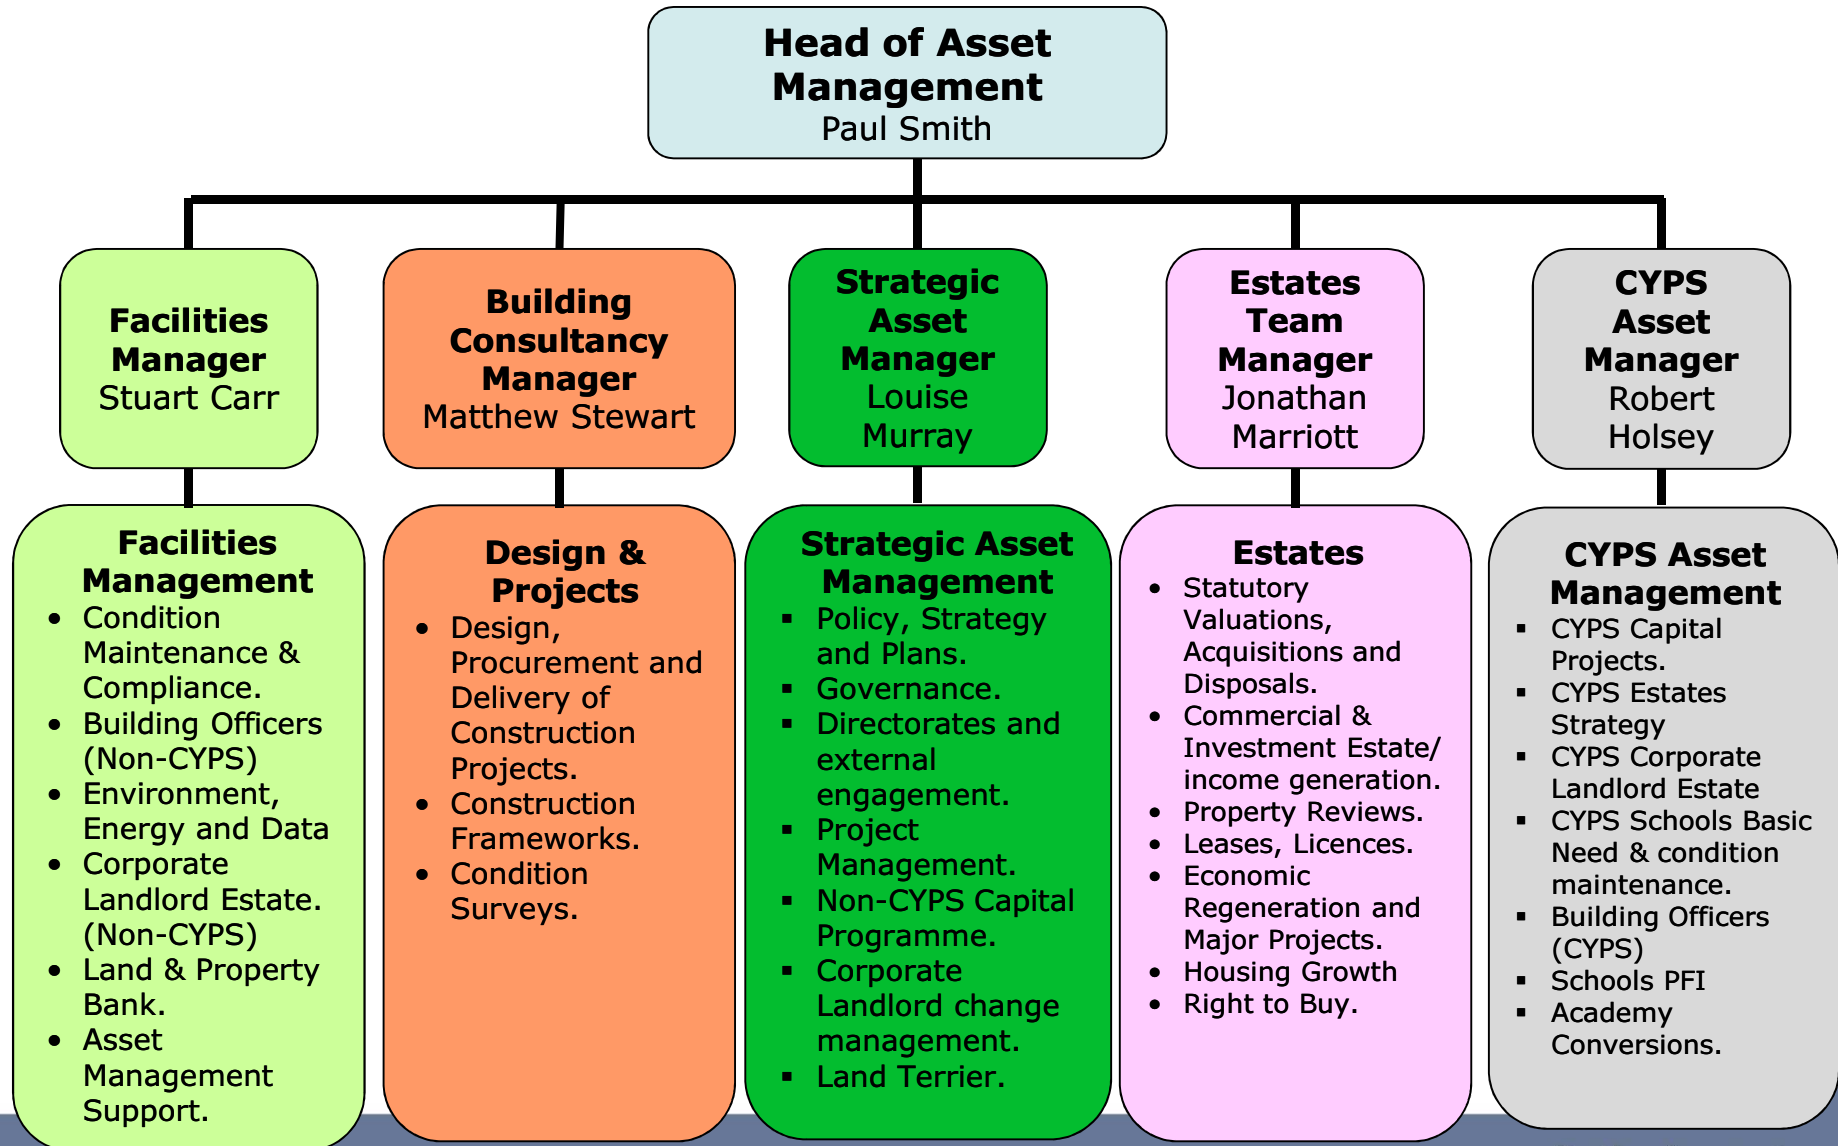 Head of Asset
Management
Paul Smith
Facilities
Manager
Stuart Carr
Building
Consultancy
Manager
Matthew Stewart
Strategic
Asset
Manager
Louise
Murray
Estates
Team
Manager
Jonathan
Marriott
CYPS
Asset
Manager
Robert
Holsey
Facilities
Management
• Condition
Maintenance &
Compliance.
• Building Officers
(Non-CYPS)
• Environment,
Energy and Data
• Corporate
Landlord Estate.
(Non-CYPS)
• Land & Property
Bank.
• Asset
Management
Support.
Design &
Projects
• Design,
Procurement and
Delivery of
Construction
Projects.
• Construction
Frameworks.
• Condition
Surveys.
Strategic Asset
Management
▪ Policy, Strategy
and Plans.
▪ Governance.
▪ Directorates and
external
engagement.
▪ Project
Management.
▪ Non-CYPS Capital
Programme.
▪ Corporate
Landlord change
management.
▪ Land Terrier.
Estates
• Statutory
Valuations,
Acquisitions and
Disposals.
• Commercial &
Investment Estate/
income generation.
• Property Reviews.
• Leases, Licences.
• Economic
Regeneration and
Major Projects.
• Housing Growth
• Right to Buy.
CYPS Asset
Management
▪ CYPS Capital
Projects.
▪ CYPS Estates
Strategy
▪ CYPS Corporate
Landlord Estate
▪ CYPS Schools Basic
Need & condition
maintenance.
▪ Building Officers
(CYPS)
▪ Schools PFI
▪ Academy
Conversions.